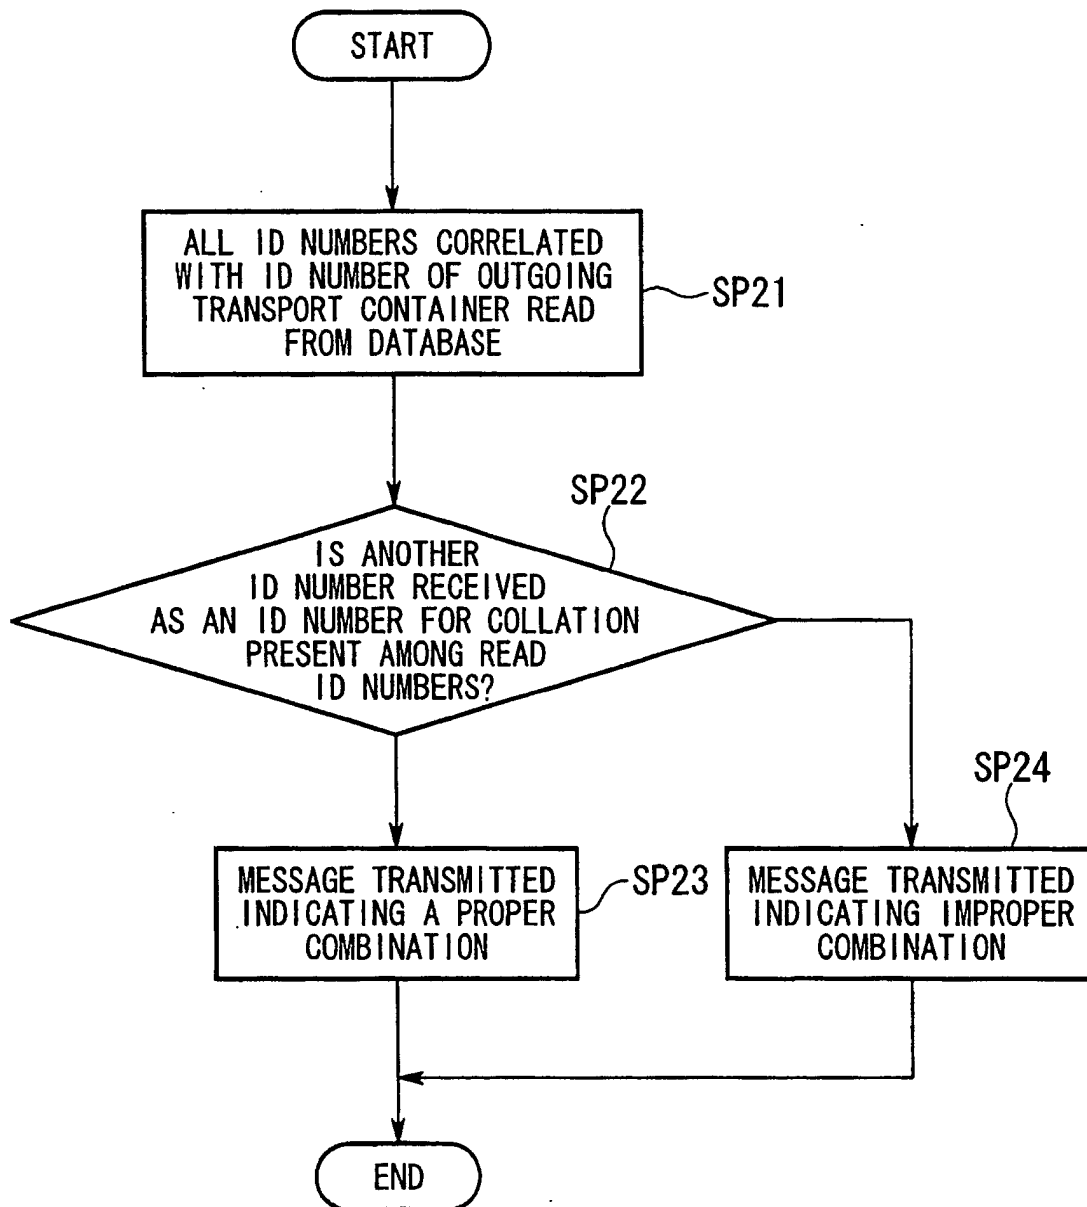 START
ALL ID NUMBERS CORRELATED
WITH ID NUMBER OF OUTGOING
TRANSPORT CONTAINER READ
FROM DATABASE
SP21
SP22
IS ANOTHER
ID NUMBER RECEIVED
AS AN ID NUMBER FOR COLLATION
PRESENT AMONG READ
ID NUMBERS?
SP24
MESSAGE TRANSMITTED
INDICATING A PROPER
COMBINATION
SP23
MESSAGE TRANSMITTED
INDICATING IMPROPER
COMBINATION
END